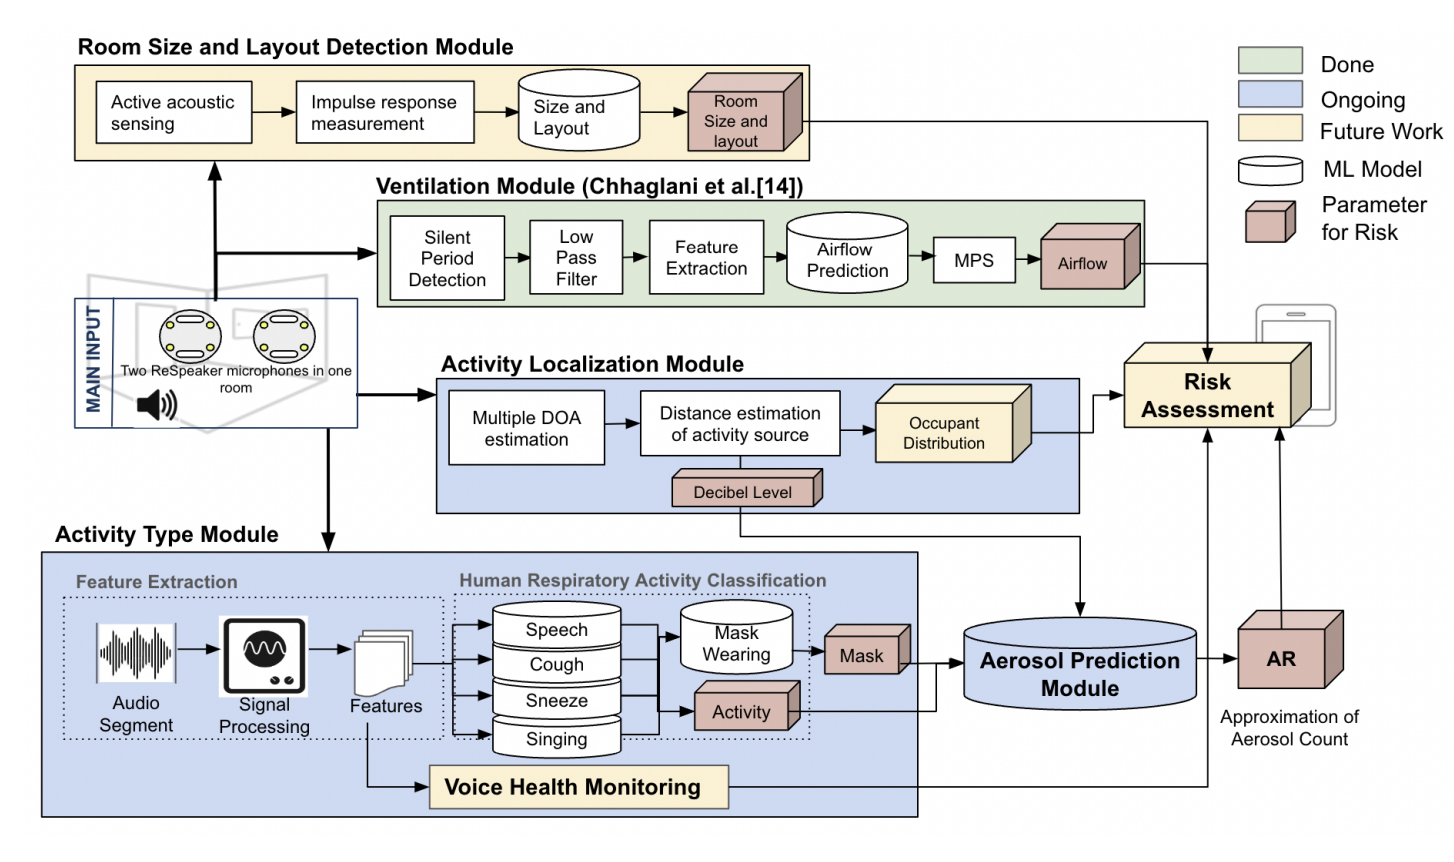 Room Size and Layout Detection Module
Active acoustic
sensing
Impulse response
measurement
Size and
Layout
Room
Size and
layout
Done
Ongoing
Future Work
ML Model
Parameter
for Risk
Ventilation Module (Chhaglani et al.[14])
Silent
Period
Detection
Low
Pass
Filter
Feature
Extraction
Airflow
Prediction
MPS
Airflow
MAIN INPUT
Two ReSpeaker microphones in one
room
Activity Localization Module
Multiple DOA
estimation
Distance estimation
of activity source
Occupant
Distribution
Decibel Level
Risk
Assessment
Activity Type Module
Feature Extraction
Audio
Segment
Signal
Processing
Features
Human Respiratory Activity Classification
Speech
Cough
Sneeze
Singing
Mask
Wearing
Mask
Activity
Voice Health Monitoring
Aerosol Prediction
Module
AR
Approximation of
Aerosol Count